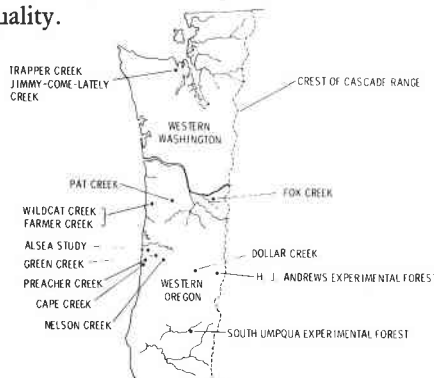 uality.
TRAPPER CREEK
JIMMY-COME-LATELY
CREEK
CREST OF CASCADE RANGE
WESTERN
WASHINGTON
PAT CREEK
FOX CREEK
WILDCAT CREEK
FARMER CREEK
ALSEA STUDY
DOLLAR CREEK
GREEN CREEK
H. J. ANDREWS EXPERIMENTAL FOREST
PREACHER CREEK
WESTERN
OREGON
CAPE CREEK
NELSON CREEK
SOUTH UMPQUA EXPERIMENTAL FOREST